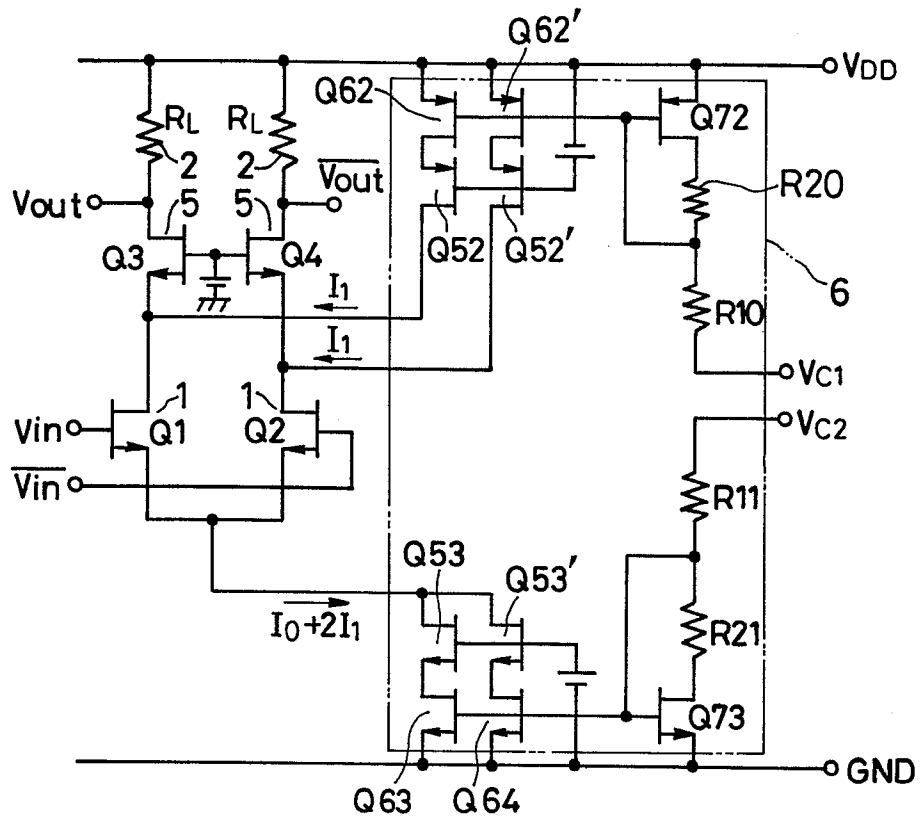 Q62'
VDD
Q62
Q72
RL
RL
2
2
R20
Vout
Vout
5
5
Q3
Q4
Q52
Q52'
6
I1
R10
I1
VC1
1
1
VC2
Vin
Q1
Q2
Vin
R11
Q53
Q53'
I0+2I1
R21
Q73
GND
Q63
Q64